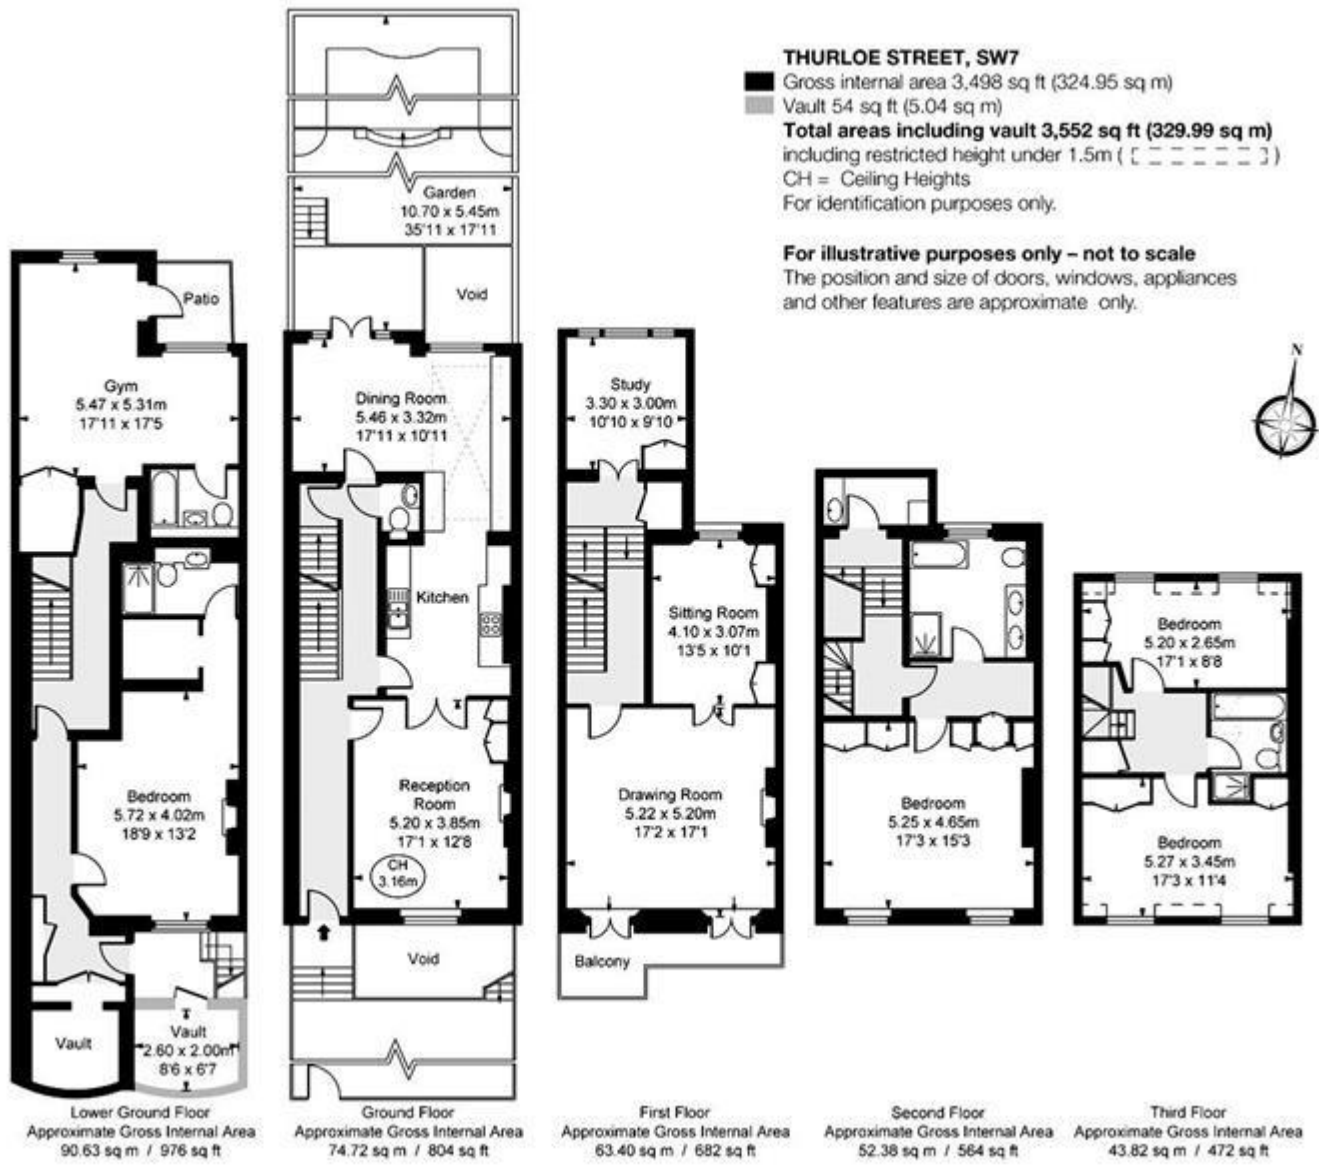 THURLOE STREET, SW7
Gross internal area 3,498 sq ft (324.95 sq m)
Vault 54 sq ft (5.04 sq m)
Total areas including vault 3,552 sq ft (329.99 sq m)
including restricted height under 1.5m ( )
CH = Ceiling Heights
For identification purposes only.
For illustrative purposes only – not to scale
The position and size of doors, windows, appliances
and other features are approximate only.
N
Patio
Gym
5.47 x 5.31m
17'11 x 17'5
Bedroom
5.72 x 4.02m
18'9 x 13'2
Vault
Vault
2.60 x 2.00m
8'6 x 6'7
Lower Ground Floor
Approximate Gross Internal Area
90.63 sq m / 976 sq ft
Garden
10.70 x 5.45m
35'11 x 17'11
Void
Dining Room
5.46 x 3.32m
17'11 x 10'11
Kitchen
Reception
Room
5.20 x 3.85m
17'1 x 12'8
CH
3.16m
Void
Ground Floor
Approximate Gross Internal Area
74.72 sq m / 804 sq ft
Study
3.30 x 3.00m
10'10 x 9'10
Sitting Room
4.10 x 3.07m
13'5 x 10'1
Drawing Room
5.22 x 5.20m
17'2 x 17'1
Balcony
First Floor
Approximate Gross Internal Area
63.40 sq m / 682 sq ft
Bedroom
5.25 x 4.65m
17'3 x 15'3
Second Floor
Approximate Gross Internal Area
52.38 sq m / 564 sq ft
Bedroom
5.20 x 2.65m
17'1 x 8'8
Bedroom
5.27 x 3.45m
17'3 x 11'4
Third Floor
Approximate Gross Internal Area
43.82 sq m / 472 sq ft